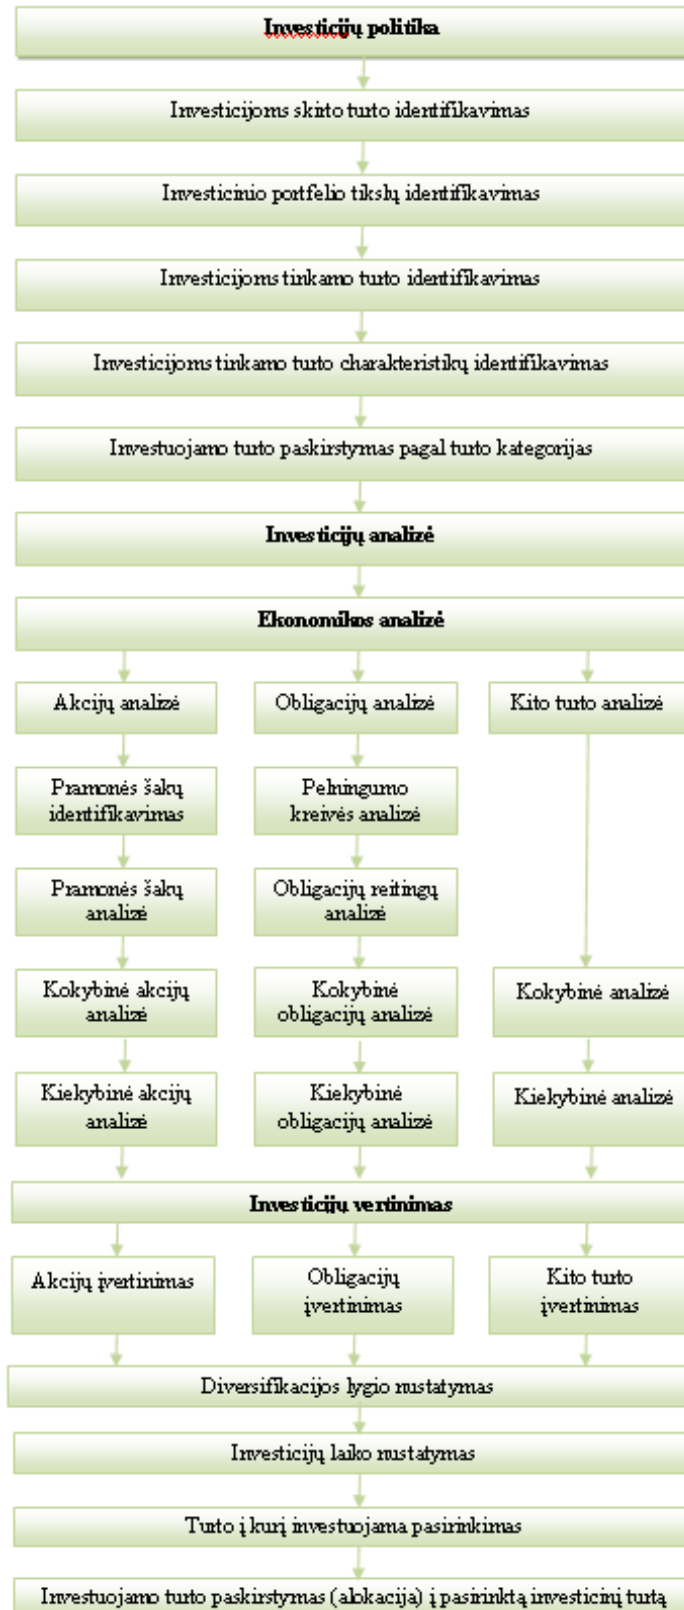 Investicijų politika
Investicijoms skirto turto identifikavimas
Investicinio portfelio tikslų identifikavimas
Investicijoms tinkamo turto identifikavimas
Investicijoms tinkamo turto charakteristikų identifikavimas
Investuojamo turto paskirstymas pagal turto kategorijas
Investicijų analizė
Ekonomikos analizė
Akcijų analizė
Obligacijų analizė
Kito turto analizė
Pramonės šakų
identifikavimas
Pelningumo
kreivės analizė
Pramonės šakų
analizė
Obligacijų reitingų
analizė
Kokybinė akcijų
analizė
Kokybinė
obligacijų analizė
Kokybinė analizė
Kiekybinė akcijų
analizė
Kiekybinė
obligacijų analizė
Kiekybinė analizė
Investicijų vertinimas
Akcijų įvertinimas
Obligacijų
įvertinimas
Kito turto
įvertinimas
Diversifikacijos lygio nustatymas
Investicijų laiko nustatymas
Turto į kurį investuojama pasirinkimas
Investuojamo turto paskirstymas (alokacija) į pasirinktą investicinį turtą